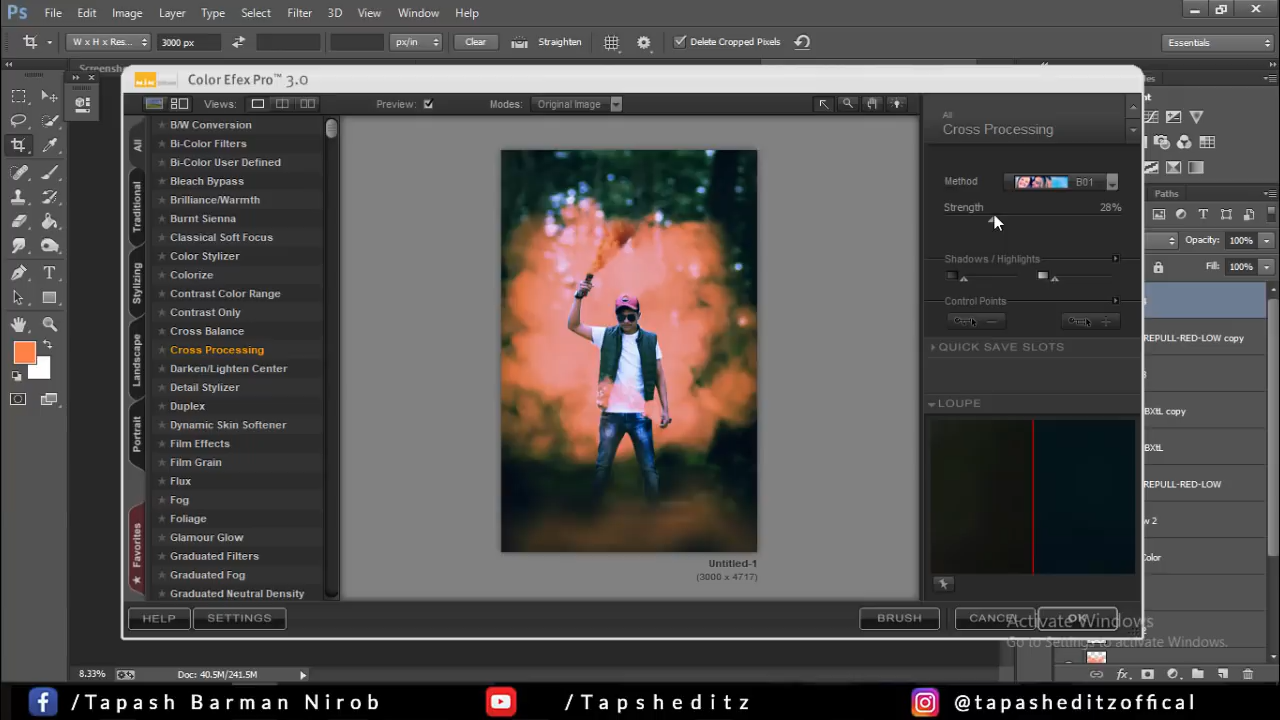 Ps File Edit Image Layer Type Select Filter 3D View Window Help
W x H x Res... 3000 px px/in Clear Straighten Delete Cropped Pixels Essentials
Color Efex Pro™ 3.0
Views: Preview: Modes: Original Image
All
Traditional
Stylizing
Landscape
Portrait
Favorites
B/W Conversion
Bi-Color Filters
Bi-Color User Defined
Bleach Bypass
Brilliance/Warmth
Burnt Sienna
Classical Soft Focus
Color Stylizer
Colorize
Contrast Color Range
Contrast Only
Cross Balance
Cross Processing
Darken/Lighten Center
Detail Stylizer
Duplex
Dynamic Skin Softener
Film Effects
Film Grain
Flux
Fog
Foliage
Glamour Glow
Graduated Filters
Graduated Fog
Graduated Neutral Density
Untitled-1
(3000 x 4717)
All
Cross Processing
Method B01
Strength 28%
Shadows / Highlights
Control Points
QUICK SAVE SLOTS
LOUPE
HELP SETTINGS BRUSH CANCEL OK
Paths
Opacity: 100%
Fill: 100%
REPULL-RED-LOW copy
BXtL copy
BXtL
REPULL-RED-LOW
w 2
Color
Activate Windows
Go to Settings to activate Windows.
8.33% Doc: 40.5M/241.5M
/Tapash Barman Nirob /Tapsheditz @tapasheditzoffical